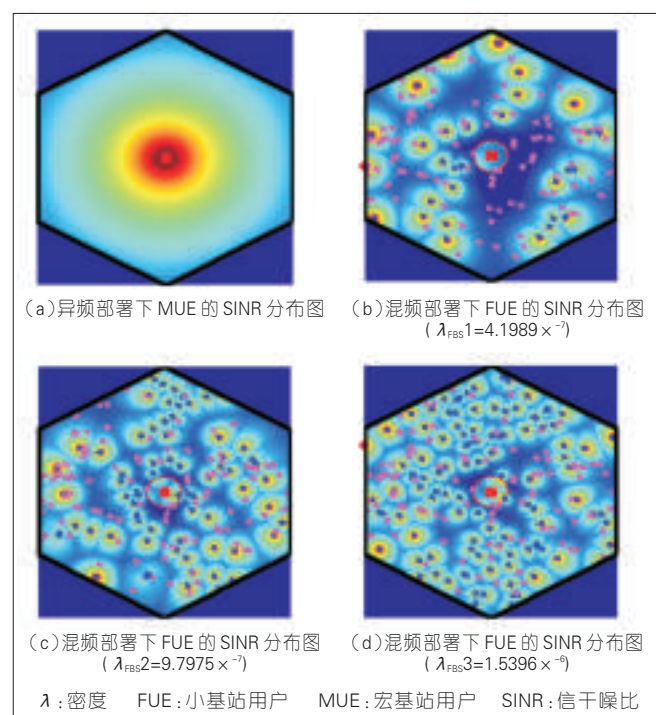 (a)异频部署下 MUE 的 SINR 分布图
(b)混频部署下 FUE 的 SINR 分布图
( λFBS1=4.1989×⁻⁷)
(c)混频部署下 FUE 的 SINR 分布图
( λFBS2=9.7975×⁻⁷)
(d)混频部署下 FUE 的 SINR 分布图
( λFBS3=1.5396×⁻⁶)
λ:密度 FUE:小基站用户 MUE:宏基站用户 SINR:信干噪比